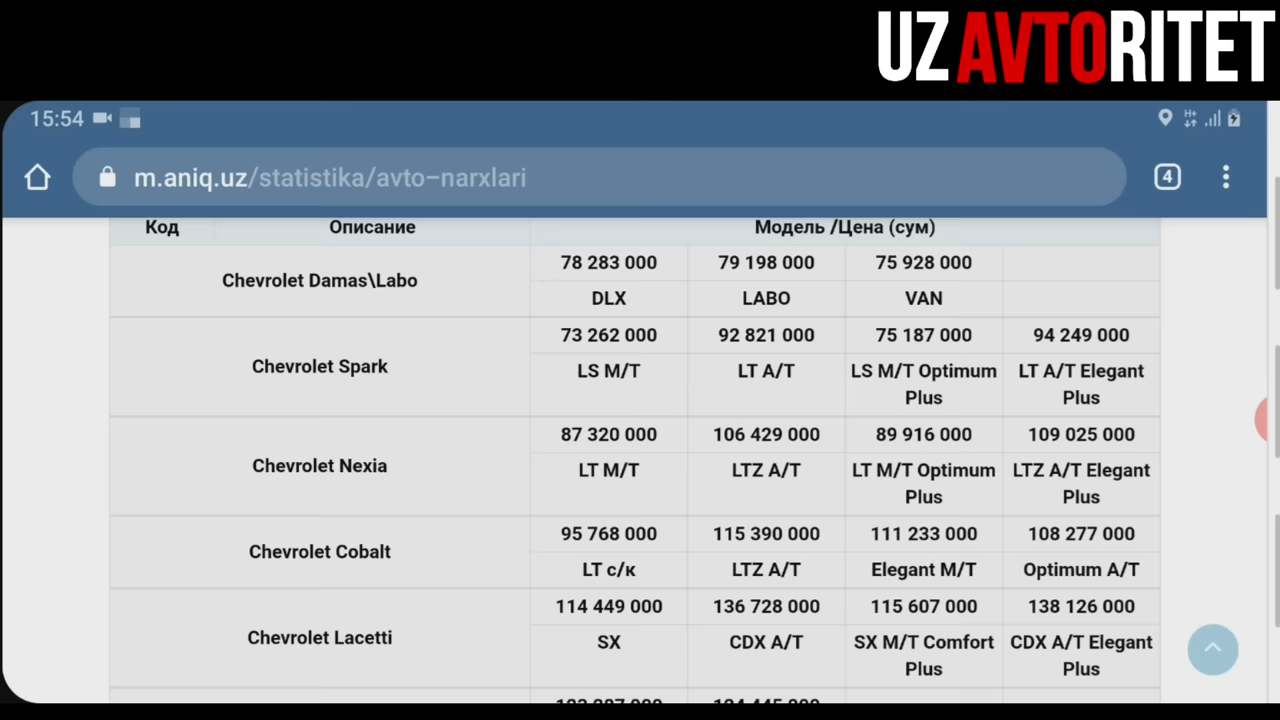 UZAVTORITET
15:54
H+
m.aniq.uz/statistika/avto-narxlari
4
Код Описание Модель /Цена (сум)
78 283 000 79 198 000 75 928 000
Chevrolet Damas\Labo
DLX LABO VAN
73 262 000 92 821 000 75 187 000 94 249 000
Chevrolet Spark
LS M/T LT A/T LS M/T Optimum Plus LT A/T Elegant Plus
87 320 000 106 429 000 89 916 000 109 025 000
Chevrolet Nexia
LT M/T LTZ A/T LT M/T Optimum Plus LTZ A/T Elegant Plus
95 768 000 115 390 000 111 233 000 108 277 000
Chevrolet Cobalt
LT с/к LTZ A/T Elegant M/T Optimum A/T
114 449 000 136 728 000 115 607 000 138 126 000
Chevrolet Lacetti
SX CDX A/T SX M/T Comfort Plus CDX A/T Elegant Plus